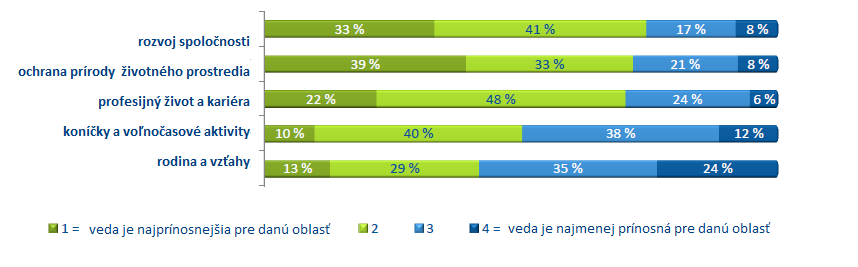 rozvoj spoločnosti 33 % 41 % 17 % 8 %
ochrana prírody životného prostredia 39 % 33 % 21 % 8 %
profesijný život a kariéra 22 % 48 % 24 % 6 %
koníčky a voľnočasové aktivity 10 % 40 % 38 % 12 %
rodina a vzťahy 13 % 29 % 35 % 24 %
1 = veda je najprínosnejšia pre danú oblasť 2 3 4 = veda je najmenej prínosná pre danú oblasť